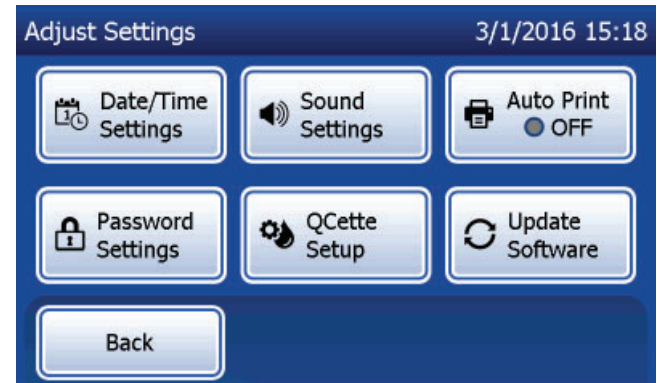 Adjust Settings 3/1/2016 15:18
Date/Time
Settings
Sound
Settings
Auto Print
OFF
Password
Settings
QCette
Setup
Update
Software
Back